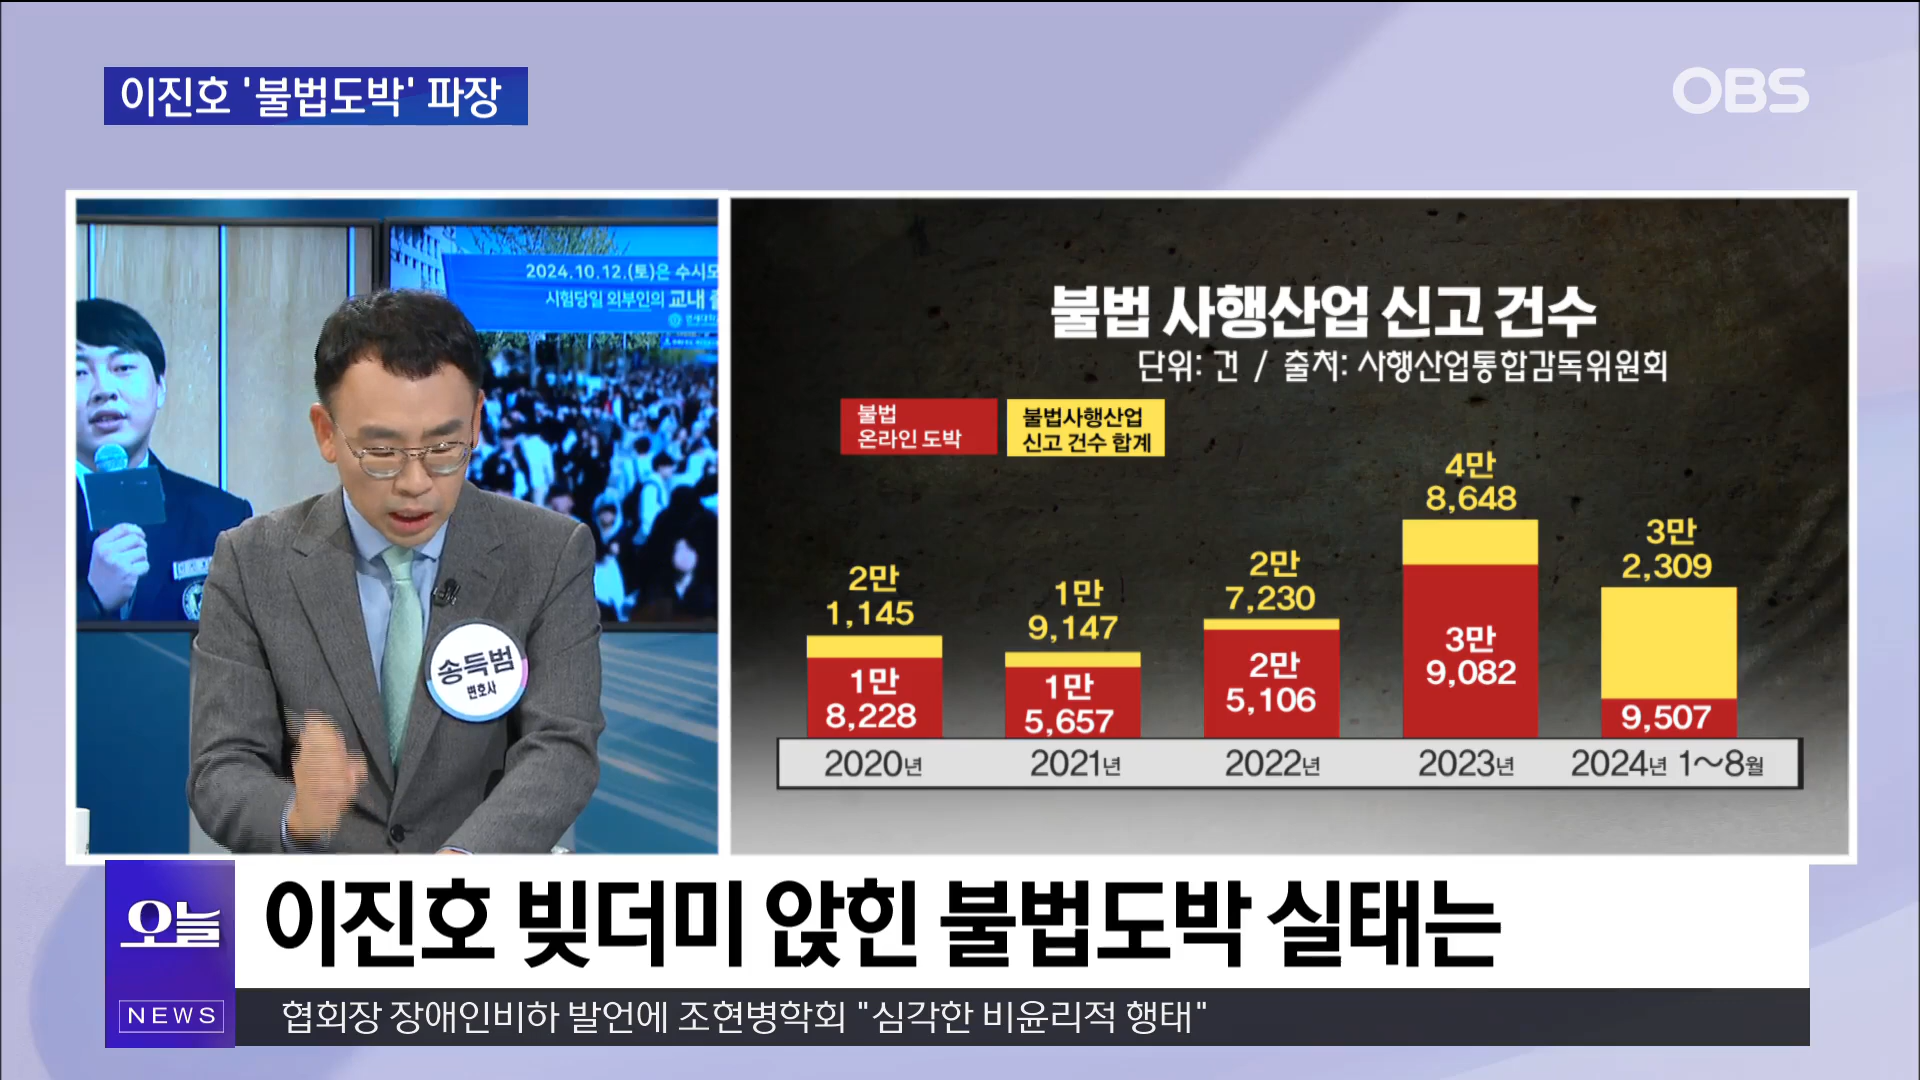 이진호 '불법도박' 파장
OBS
2024.10.12.(토)은 수시모
시험당일 외부인의 교내 출
송득범
변호사
불법 사행산업 신고 건수
단위: 건 / 출처: 사행산업통합감독위원회
불법
온라인 도박
불법사행산업
신고 건수 합계
2만
1,145
1만
8,228
1만
9,147
1만
5,657
2만
7,230
2만
5,106
4만
8,648
3만
9,082
3만
2,309
9,507
2020년
2021년
2022년
2023년
2024년 1~8월
오늘
NEWS
이진호 빚더미 앉힌 불법도박 실태는
협회장 장애인비하 발언에 조현병학회 "심각한 비윤리적 행태"